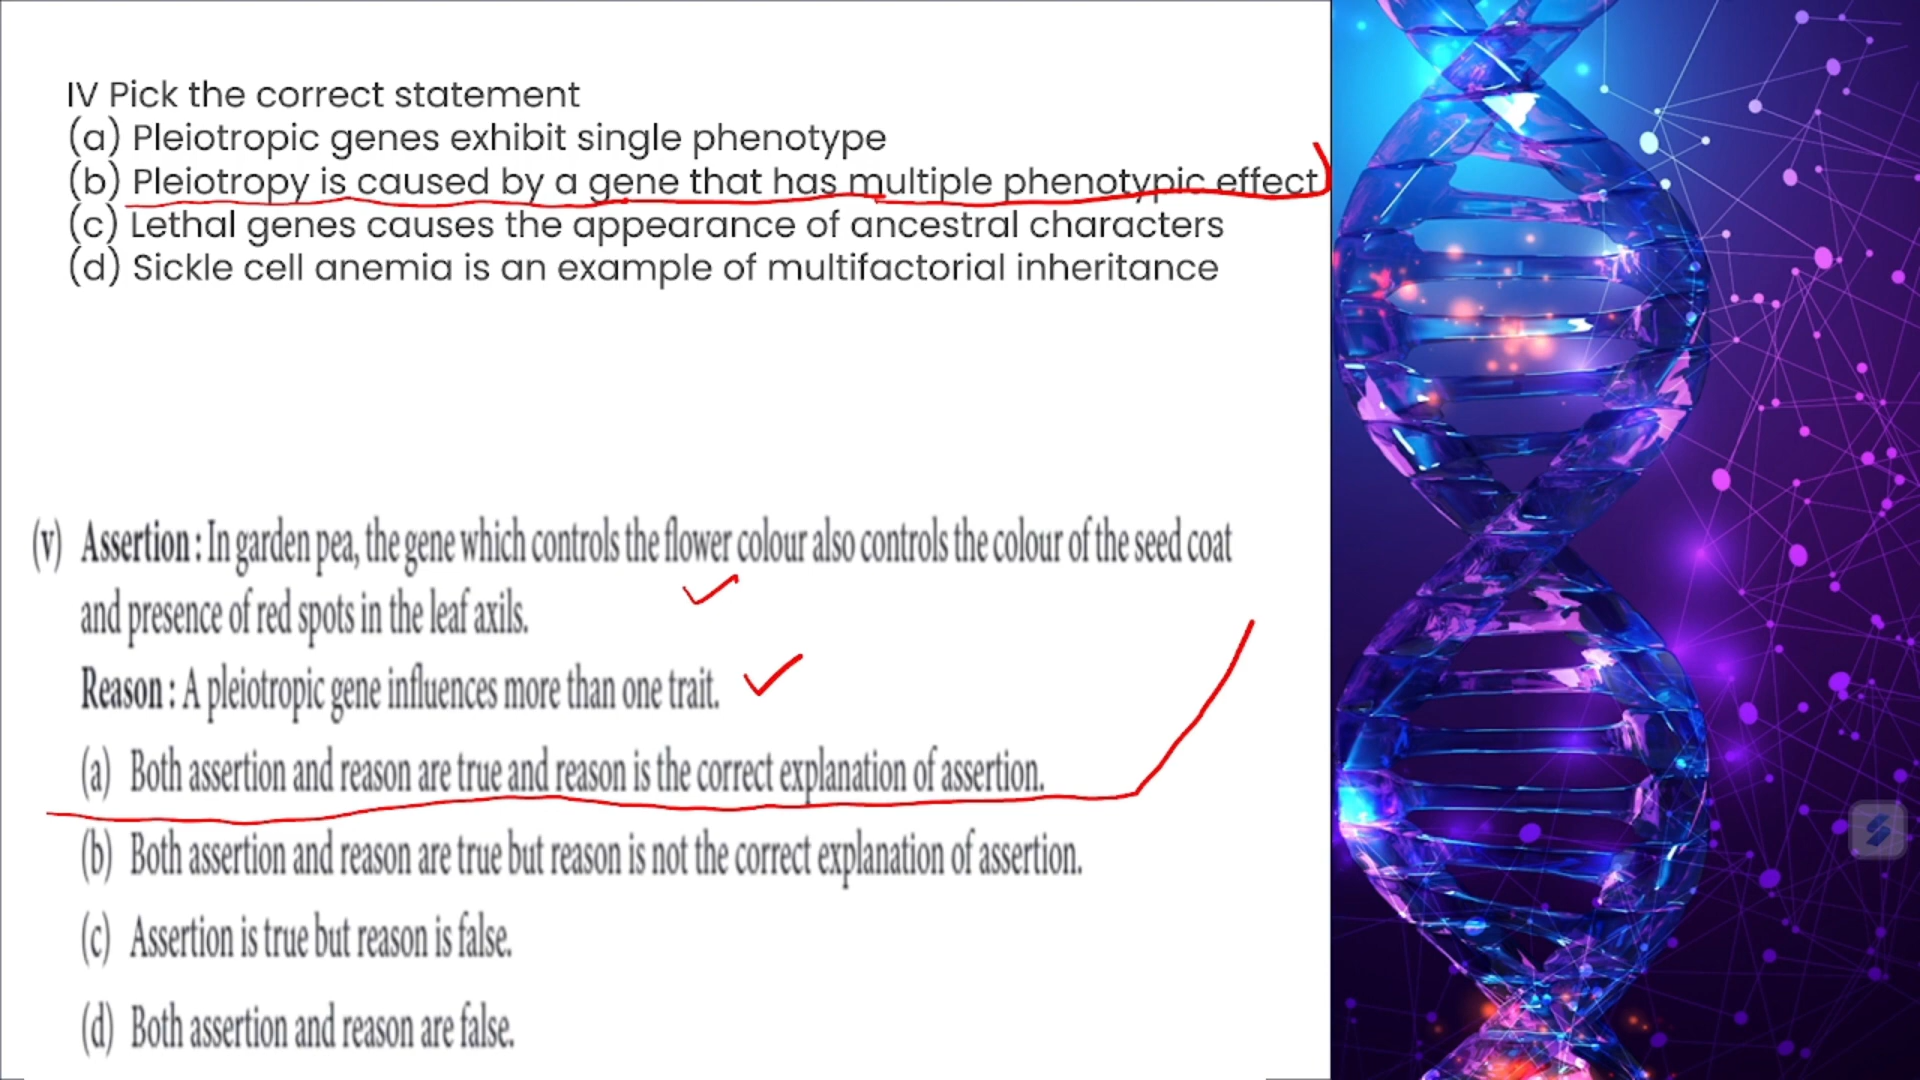 IV Pick the correct statement
(a) Pleiotropic genes exhibit single phenotype
(b) Pleiotropy is caused by a gene that has multiple phenotypic effect
(c) Lethal genes causes the appearance of ancestral characters
(d) Sickle cell anemia is an example of multifactorial inheritance
(v) Assertion : In garden pea, the gene which controls the flower colour also controls the colour of the seed coat
and presence of red spots in the leaf axils.
Reason : A pleiotropic gene influences more than one trait.
(a) Both assertion and reason are true and reason is the correct explanation of assertion.
(b) Both assertion and reason are true but reason is not the correct explanation of assertion.
(c) Assertion is true but reason is false.
(d) Both assertion and reason are false.